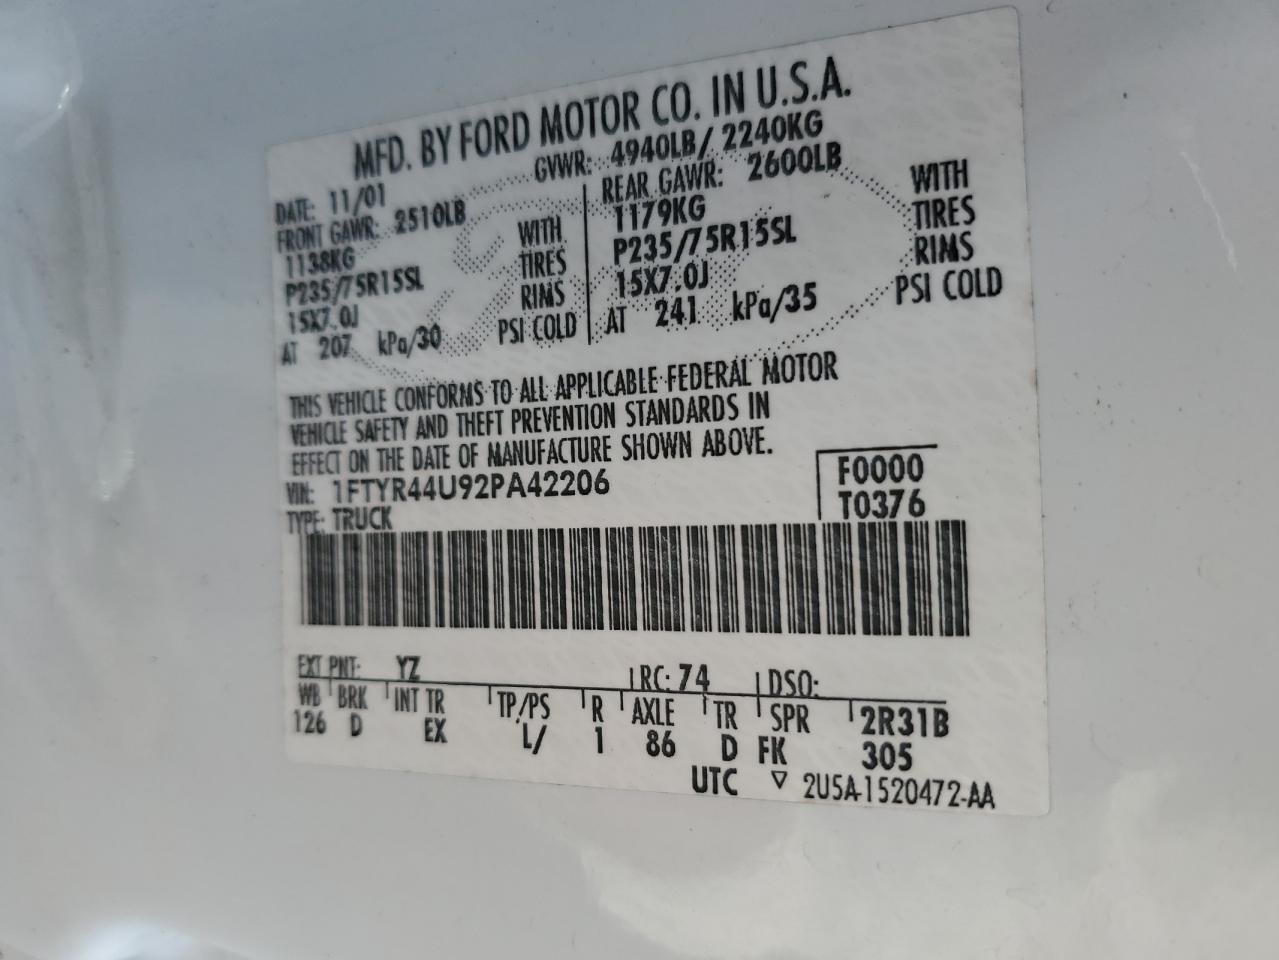 MFD. BY FORD MOTOR CO. IN U.S.A.
DATE: 11/01 GVWR: 4940LB/ 2240KG
FRONT GAWR: 2510LB REAR GAWR: 2600LB
1138KG WITH 1179KG WITH
P235/75R15SL TIRES P235/75R15SL TIRES
15X7.0J RIMS 15X7.0J RIMS
AT 207 kPa/30 PSI COLD AT 241 kPa/35 PSI COLD
THIS VEHICLE CONFORMS TO ALL APPLICABLE FEDERAL MOTOR
VEHICLE SAFETY AND THEFT PREVENTION STANDARDS IN
EFFECT ON THE DATE OF MANUFACTURE SHOWN ABOVE.
VIN: 1FTYR44U92PA42206 F0000
TYPE: TRUCK T0376
EXT PNT: YZ RC: 74 DSO:
WB BRK INT TR TP/PS R AXLE TR SPR 2R31B
126 D EX L/ 1 86 D FK 305
UTC ▽ 2U5A-1520472-AA